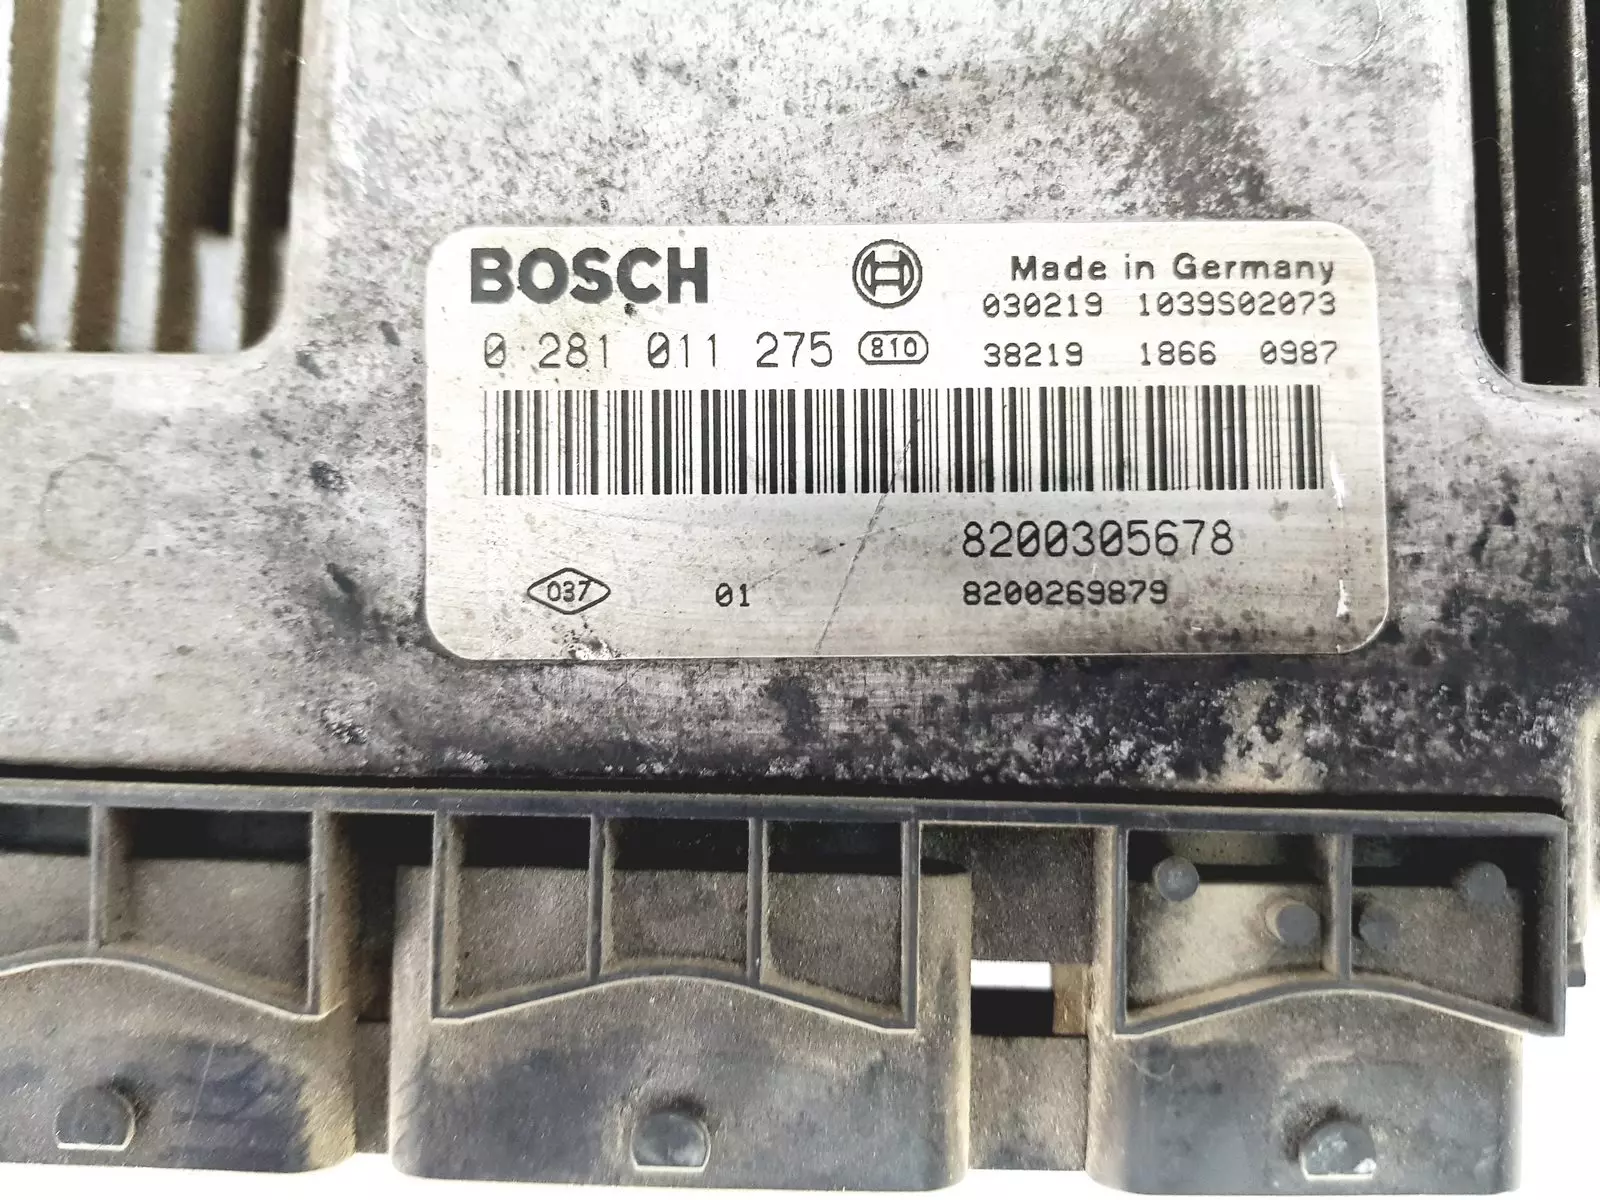 BOSCH Made in Germany
030219 1039S02073
0 281 011 275 810 38219 1866 0987
8200305678
037 01 8200269879